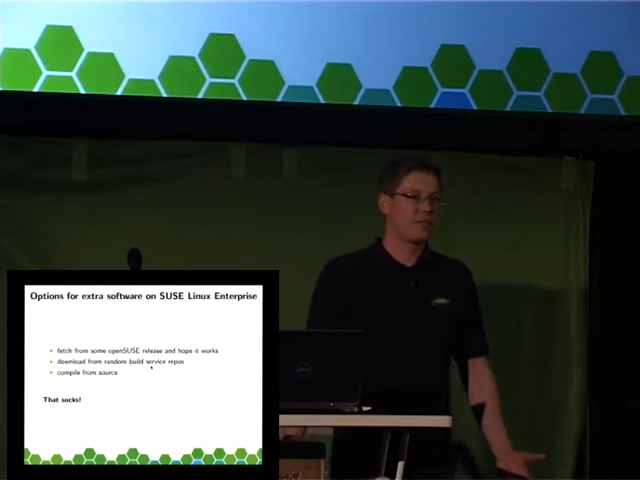 Options for extra software on SUSE Linux Enterprise
fetch from some openSUSE release and hope it works
download from random build service repos
compile from source
That sucks!